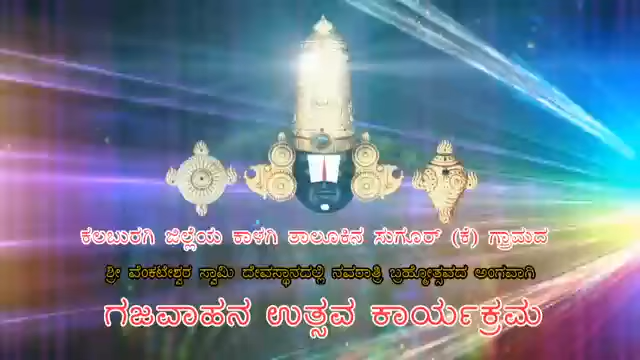 ಕಲಬುರಗಿ ಜಿಲ್ಲೆಯ ಕಾಳಗಿ ತಾಲೂಕಿನ ಸುಗೂರ್ (ಕೆ) ಗ್ರಾಮದ
ಶ್ರೀ ವೆಂಕಟೇಶ್ವರ ಸ್ವಾಮಿ ದೇವಸ್ಥಾನದಲ್ಲಿ ನವರಾತ್ರಿ ಬ್ರಹ್ಮೋತ್ಸವದ ಅಂಗವಾಗಿ
ಗಜವಾಹನ ಉತ್ಸವ ಕಾರ್ಯಕ್ರಮ